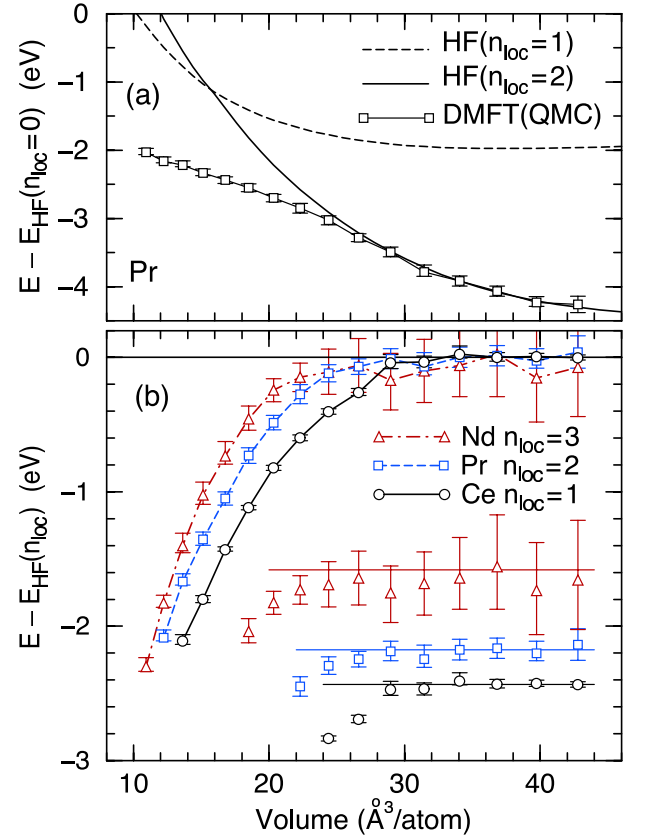 0
−1
−2
−3
−4
E − E_HF(n_loc=0) (eV)
(a)
HF(n_loc=1)
HF(n_loc=2)
DMFT(QMC)
Pr
0
−1
−2
−3
E − E_HF(n_loc) (eV)
(b)
Nd n_loc=3
Pr n_loc=2
Ce n_loc=1
10 20 30 40
Volume (Å³/atom)